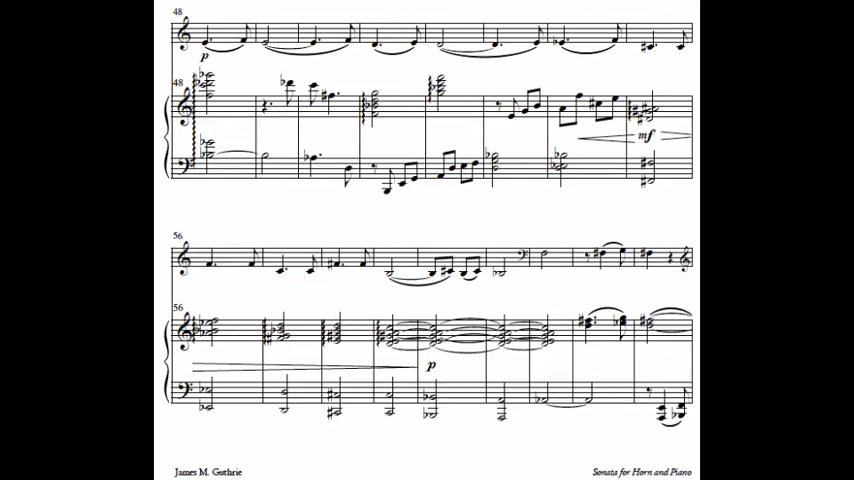 48
p
48
mf
56
56
p
James M. Guthrie
Sonata for Horn and Piano